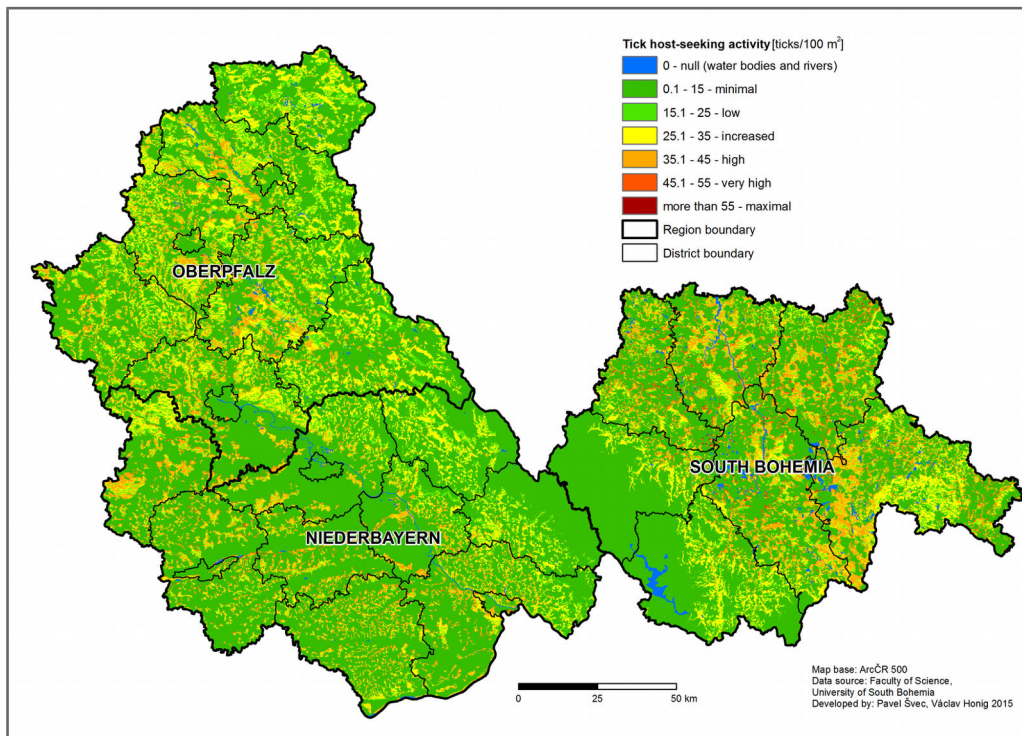 Tick host-seeking activity [ticks/100 m²]
0 - null (water bodies and rivers)
0.1 - 15 - minimal
15.1 - 25 - low
25.1 - 35 - increased
35.1 - 45 - high
45.1 - 55 - very high
more than 55 - maximal
Region boundary
District boundary
OBERPFALZ
SOUTH BOHEMIA
NIEDERBAYERN
0 25 50 km
Map base: ArcČR 500
Data source: Faculty of Science,
University of South Bohemia
Developed by: Pavel Švec, Václav Honig 2015